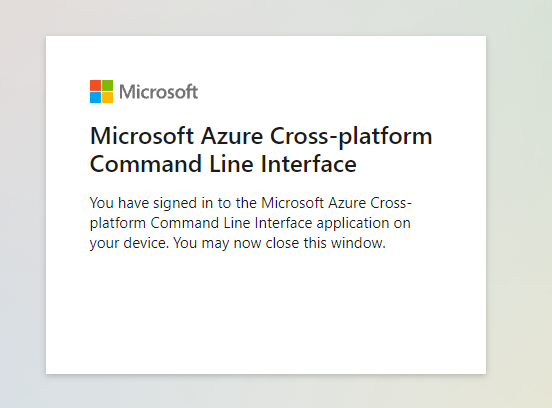 Microsoft
Microsoft Azure Cross-platform
Command Line Interface
You have signed in to the Microsoft Azure Cross-
platform Command Line Interface application on
your device. You may now close this window.